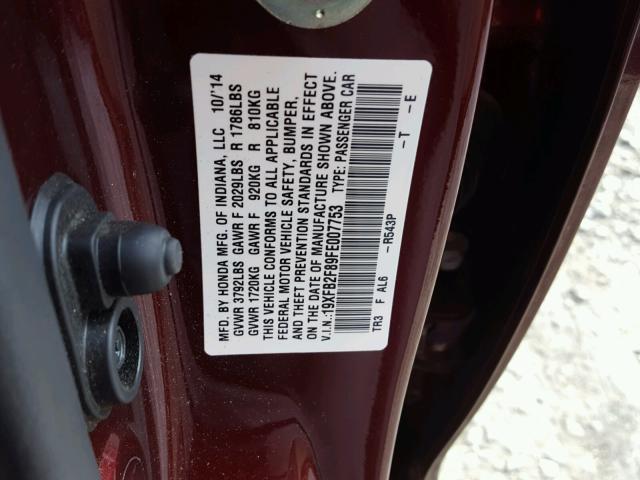 MFD. BY HONDA MFG. OF INDIANA, LLC 10/'14
GVWR 3792LBS GAWR F 2029LBS R 1786LBS
GVWR 1720KG GAWR F 920KG R 810KG
THIS VEHICLE CONFORMS TO ALL APPLICABLE
FEDERAL MOTOR VEHICLE SAFETY, BUMPER,
AND THEFT PREVENTION STANDARDS IN EFFECT
ON THE DATE OF MANUFACTURE SHOWN ABOVE.
V.I.N.:19XFB2F89FE007753 TYPE: PASSENGER CAR
TR3 F AL6 –R543P –T –E